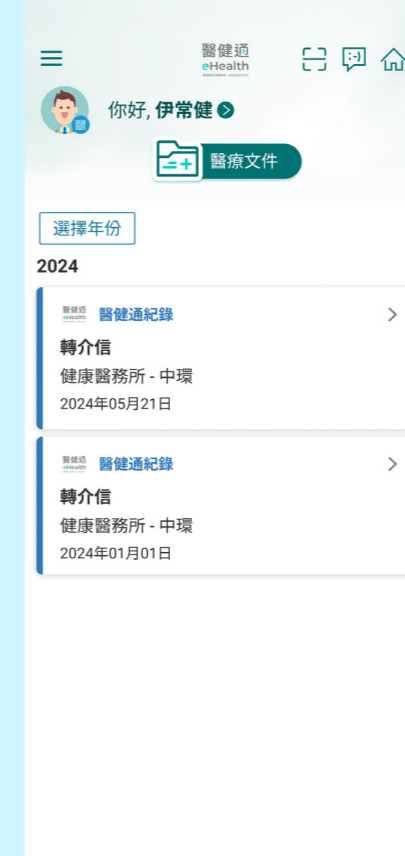 醫健通
eHealth
你好, 伊常健
醫療文件
選擇年份
2024
醫健通
eHealth
醫健通紀錄
轉介信
健康醫務所 - 中環
2024年05月21日
醫健通
eHealth
醫健通紀錄
轉介信
健康醫務所 - 中環
2024年01月01日